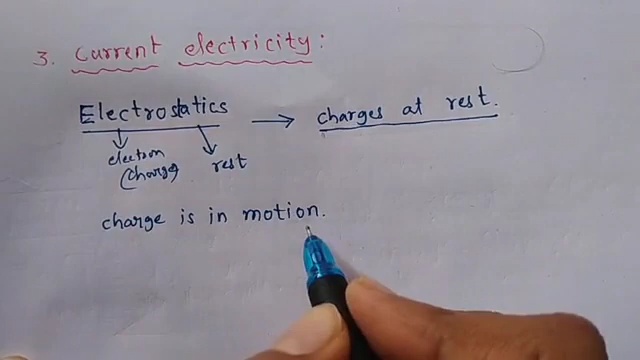 3. Current electricity:
Electrostatics → charges at rest.
electron rest
(charge)
charge is in motion.